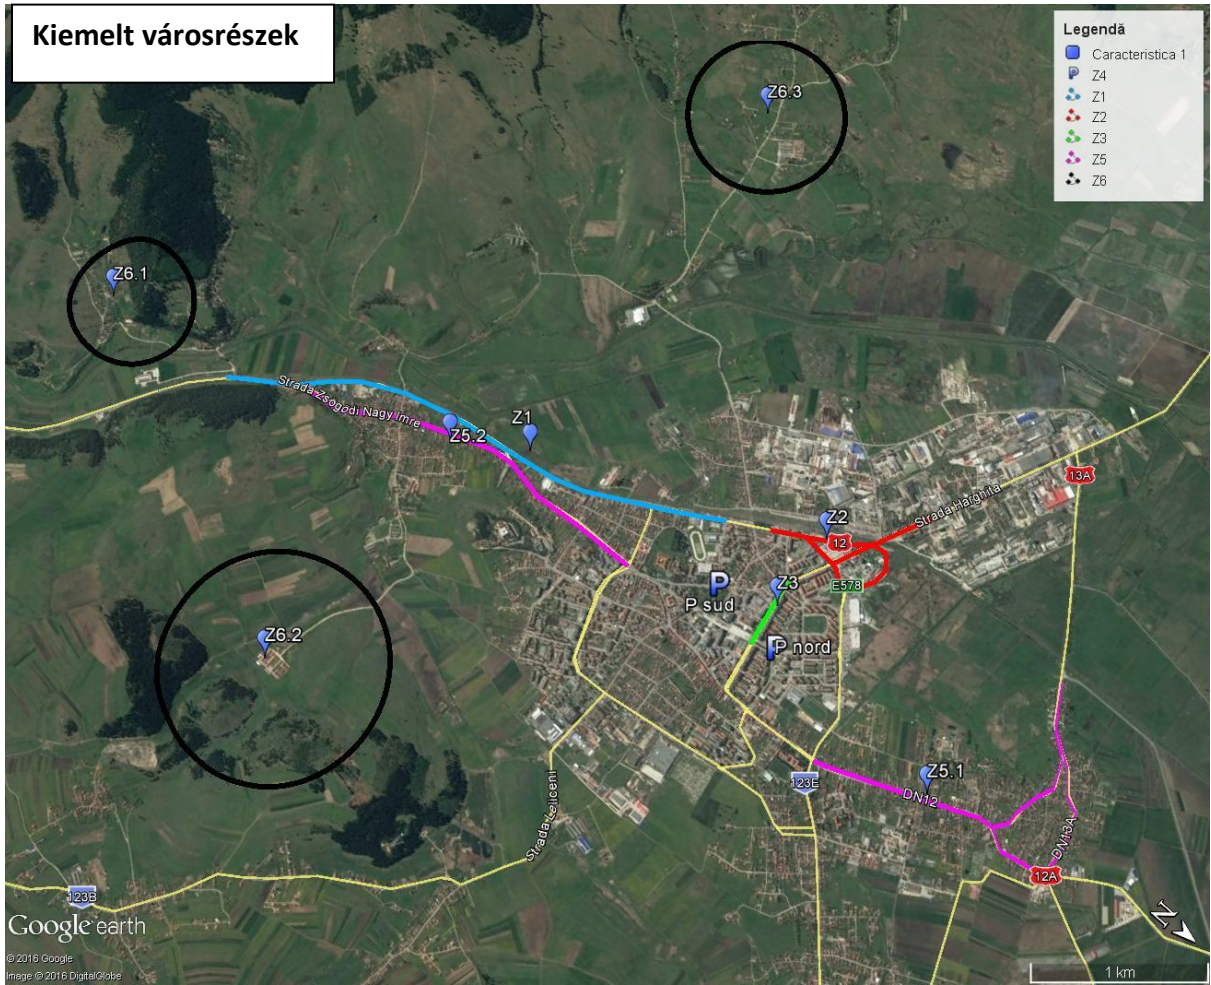 Kiemelt városrészek
Legendă
Caracteristica 1
Z4
Z1
Z2
Z3
Z5
Z6
Z6.3
Z6.1
Strada Zsögödi Nagy Imre
Z5.2
Z1
13A
Strada Harghita
Z2
12
E578
P
Z3
P sud
P
P nord
Z6.2
Z5.1
123E
DN12
Strada Leliceni
DN13A
12A
123B
Google earth
N
© 2016 Google
Image © 2016 DigitalGlobe
1 km